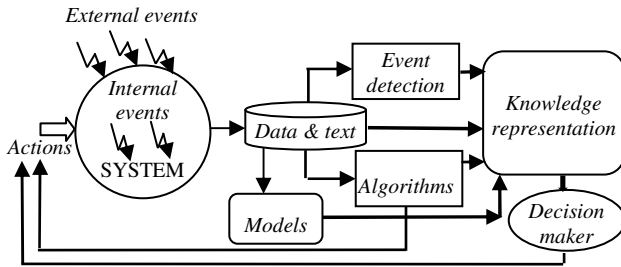 External events
Internal
events
SYSTEM
Actions
Data & text
Event
detection
Algorithms
Models
Knowledge
representation
Decision
maker